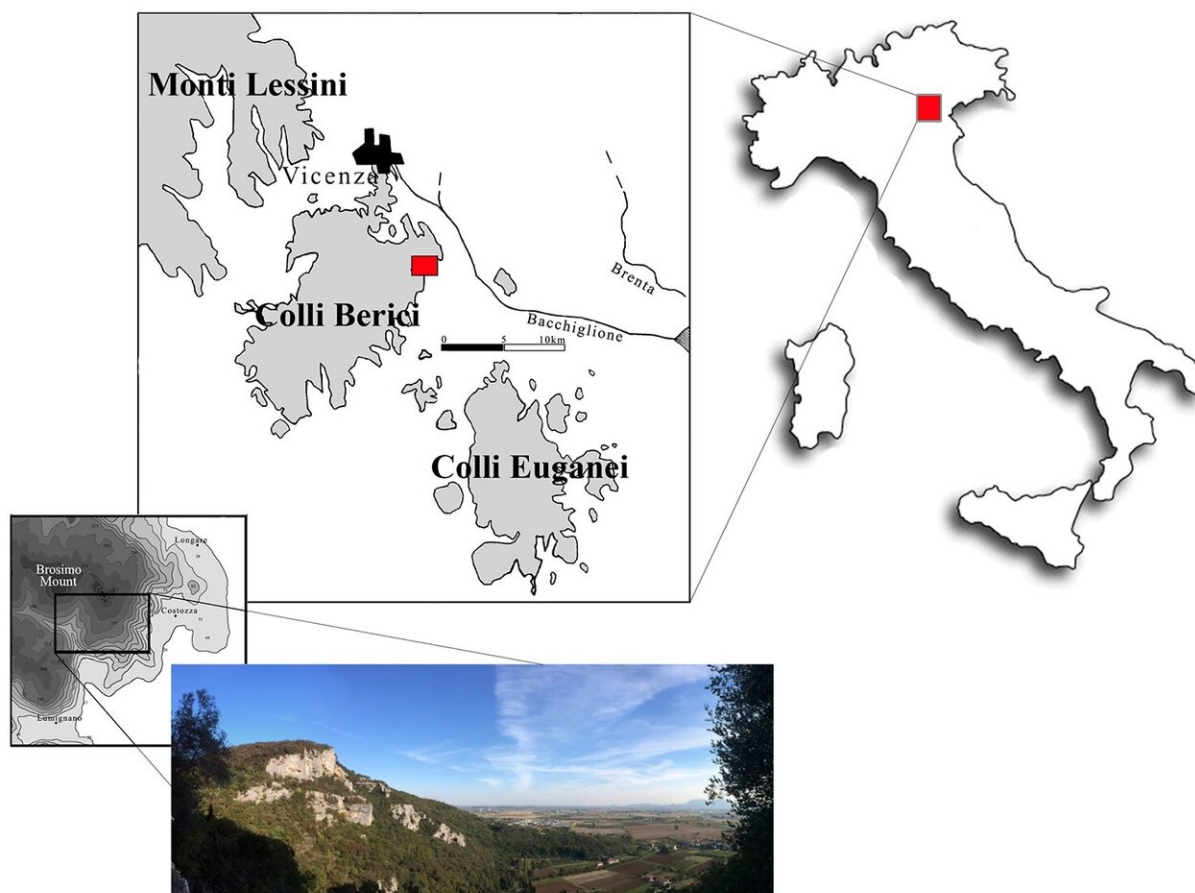 Monti Lessini
Vicenza
Colli Berici
Brenta
Bacchiglione
0 5 10km
Colli Euganei
Longare
Brosimo
Mount
Costozza
Lumignano